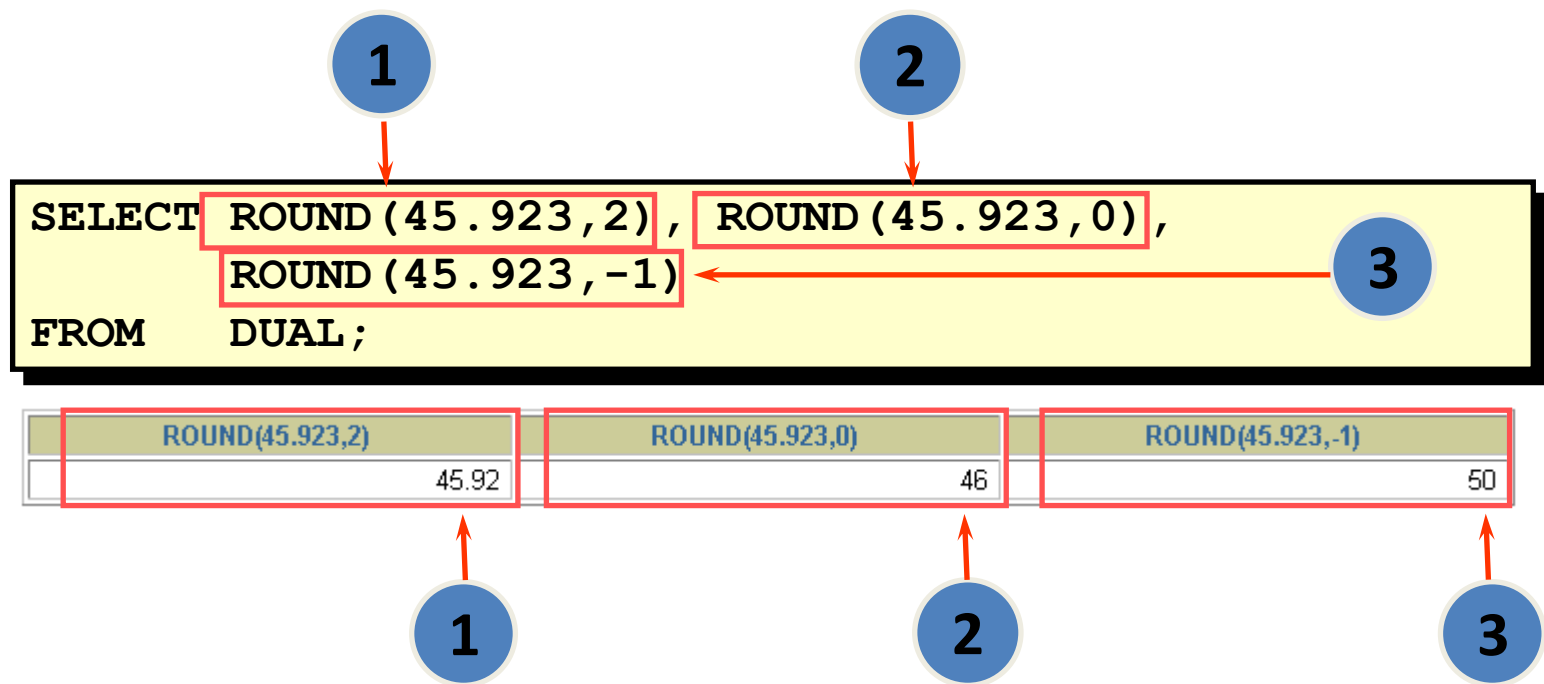 1 2
SELECT ROUND(45.923,2), ROUND(45.923,0),
ROUND(45.923,-1) 3
FROM DUAL;
ROUND(45.923,2) ROUND(45.923,0) ROUND(45.923,-1)
45.92 46 50
1 2 3